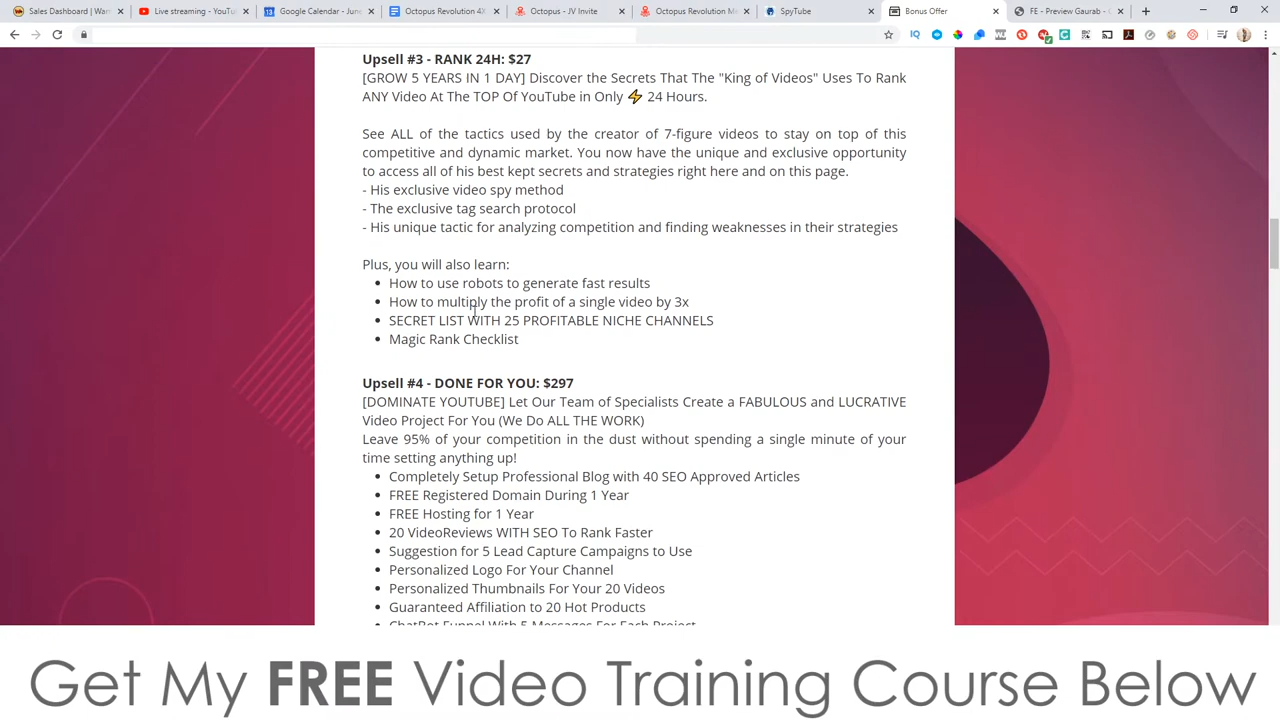 Sales Dashboard | War
Live streaming - YouTu
Google Calendar - June
Octopus Revolution 4X
Octopus - JV Invite
Octopus Revolution M
SpyTube
Bonus Offer
FE - Preview Gaurab -
Upsell #3 - RANK 24H: $27
[GROW 5 YEARS IN 1 DAY] Discover the Secrets That The "King of Videos" Uses To Rank
ANY Video At The TOP Of YouTube in Only ⚡ 24 Hours.
See ALL of the tactics used by the creator of 7-figure videos to stay on top of this
competitive and dynamic market. You now have the unique and exclusive opportunity
to access all of his best kept secrets and strategies right here and on this page.
- His exclusive video spy method
- The exclusive tag search protocol
- His unique tactic for analyzing competition and finding weaknesses in their strategies
Plus, you will also learn:
• How to use robots to generate fast results
• How to multiply the profit of a single video by 3x
• SECRET LIST WITH 25 PROFITABLE NICHE CHANNELS
• Magic Rank Checklist
Upsell #4 - DONE FOR YOU: $297
[DOMINATE YOUTUBE] Let Our Team of Specialists Create a FABULOUS and LUCRATIVE
Video Project For You (We Do ALL THE WORK)
Leave 95% of your competition in the dust without spending a single minute of your
time setting anything up!
• Completely Setup Professional Blog with 40 SEO Approved Articles
• FREE Registered Domain During 1 Year
• FREE Hosting for 1 Year
• 20 VideoReviews WITH SEO To Rank Faster
• Suggestion for 5 Lead Capture Campaigns to Use
• Personalized Logo For Your Channel
• Personalized Thumbnails For Your 20 Videos
• Guaranteed Affiliation to 20 Hot Products
• ChatBot Funnel With 5 Messages For Each Project
Get My FREE Video Training Course Below